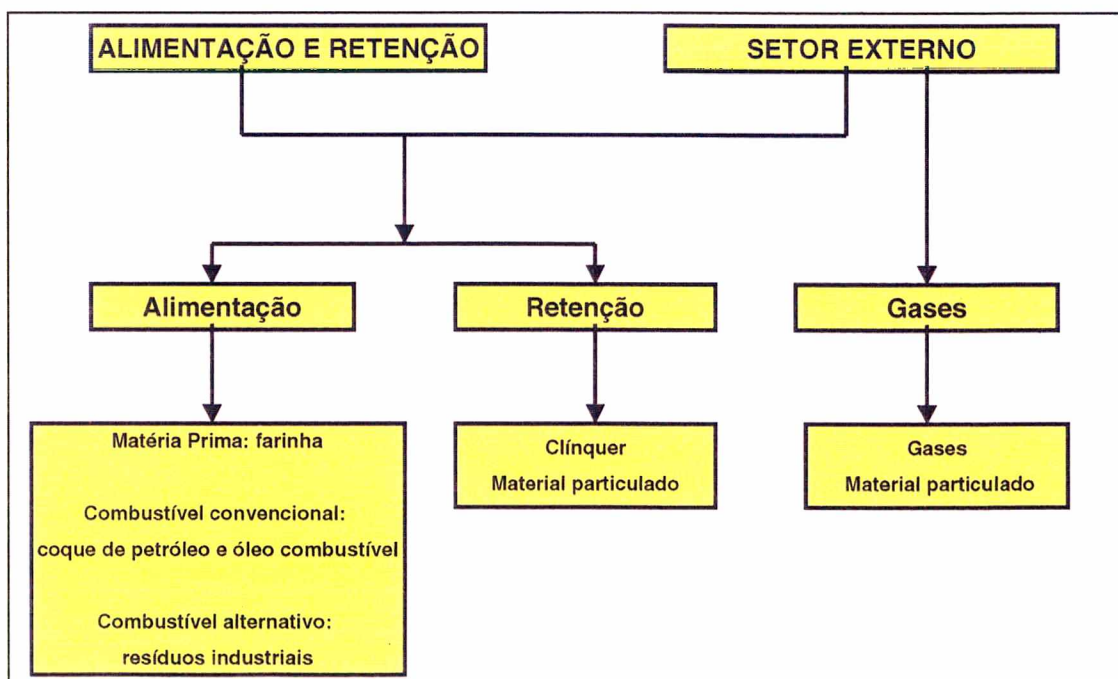 ALIMENTAÇÃO E RETENÇÃO
SETOR EXTERNO
Alimentação
Retenção
Gases
Matéria Prima: farinha
Combustível convencional:
coque de petróleo e óleo combustível
Combustível alternativo:
resíduos industriais
Clínquer
Material particulado
Gases
Material particulado